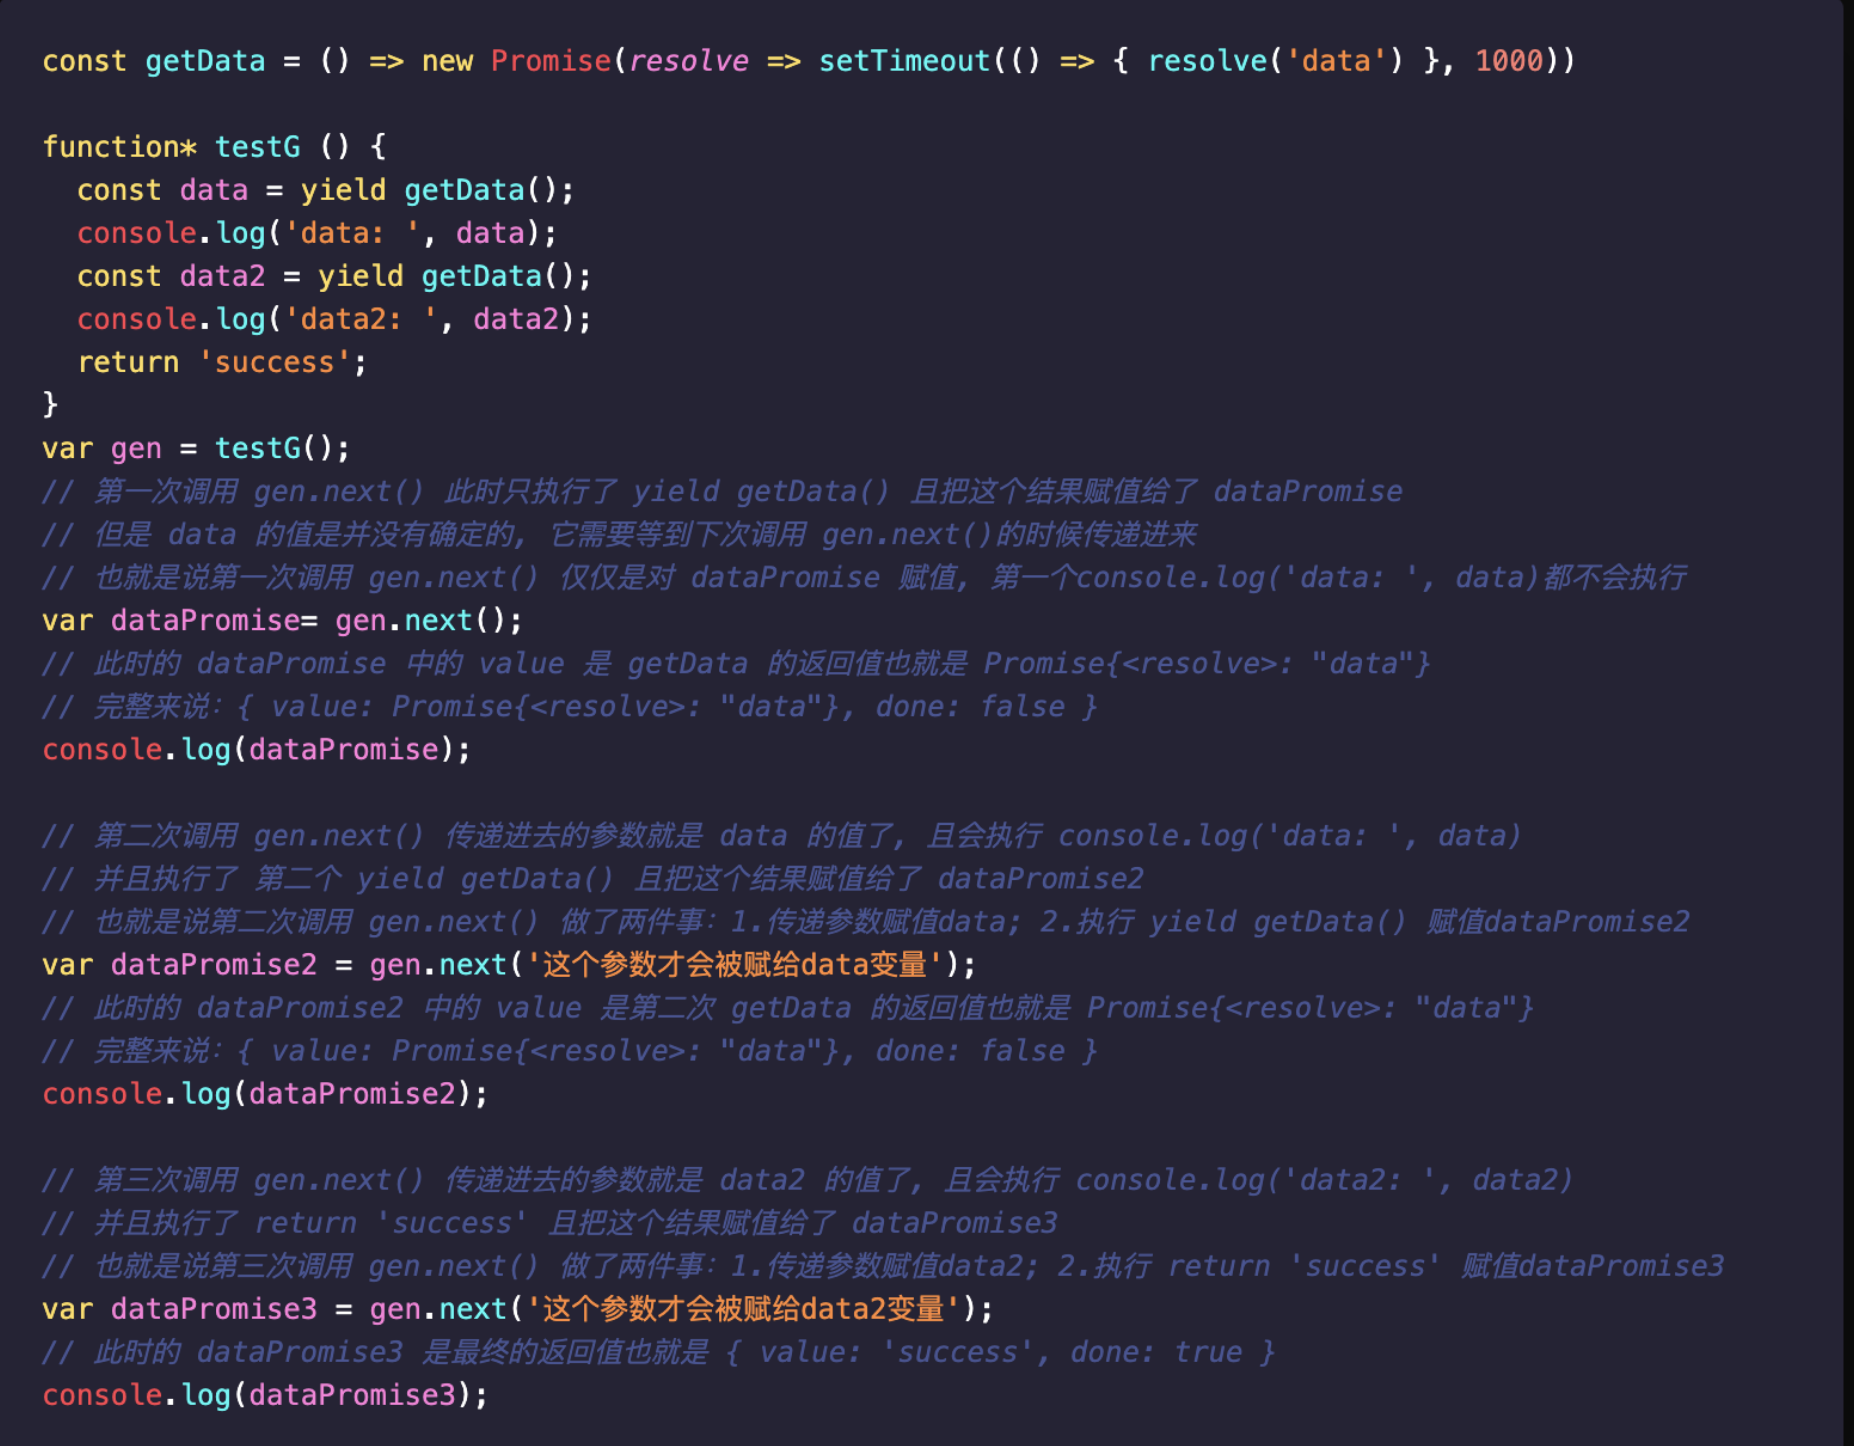 const getData = () => new Promise(resolve => setTimeout(() => { resolve('data') }, 1000))
function* testG () {
const data = yield getData();
console.log('data: ', data);
const data2 = yield getData();
console.log('data2: ', data2);
return 'success';
}
var gen = testG();
// 第一次调用 gen.next() 此时只执行了 yield getData() 且把这个结果赋值给了 dataPromise
// 但是 data 的值是并没有确定的, 它需要等到下次调用 gen.next()的时候传递进来
// 也就是说第一次调用 gen.next() 仅仅是对 dataPromise 赋值, 第一个console.log('data: ', data)都不会执行
var dataPromise= gen.next();
// 此时的 dataPromise 中的 value 是 getData 的返回值也就是 Promise{<resolve>: "data"}
// 完整来说：{ value: Promise{<resolve>: "data"}, done: false }
console.log(dataPromise);
// 第二次调用 gen.next() 传递进去的参数就是 data 的值了, 且会执行 console.log('data: ', data)
// 并且执行了 第二个 yield getData() 且把这个结果赋值给了 dataPromise2
// 也就是说第二次调用 gen.next() 做了两件事：1.传递参数赋值data; 2.执行 yield getData() 赋值dataPromise2
var dataPromise2 = gen.next('这个参数才会被赋给data变量');
// 此时的 dataPromise2 中的 value 是第二次 getData 的返回值也就是 Promise{<resolve>: "data"}
// 完整来说：{ value: Promise{<resolve>: "data"}, done: false }
console.log(dataPromise2);
// 第三次调用 gen.next() 传递进去的参数就是 data2 的值了, 且会执行 console.log('data2: ', data2)
// 并且执行了 return 'success' 且把这个结果赋值给了 dataPromise3
// 也就是说第三次调用 gen.next() 做了两件事：1.传递参数赋值data2; 2.执行 return 'success' 赋值dataPromise3
var dataPromise3 = gen.next('这个参数才会被赋给data2变量');
// 此时的 dataPromise3 是最终的返回值也就是 { value: 'success', done: true }
console.log(dataPromise3);